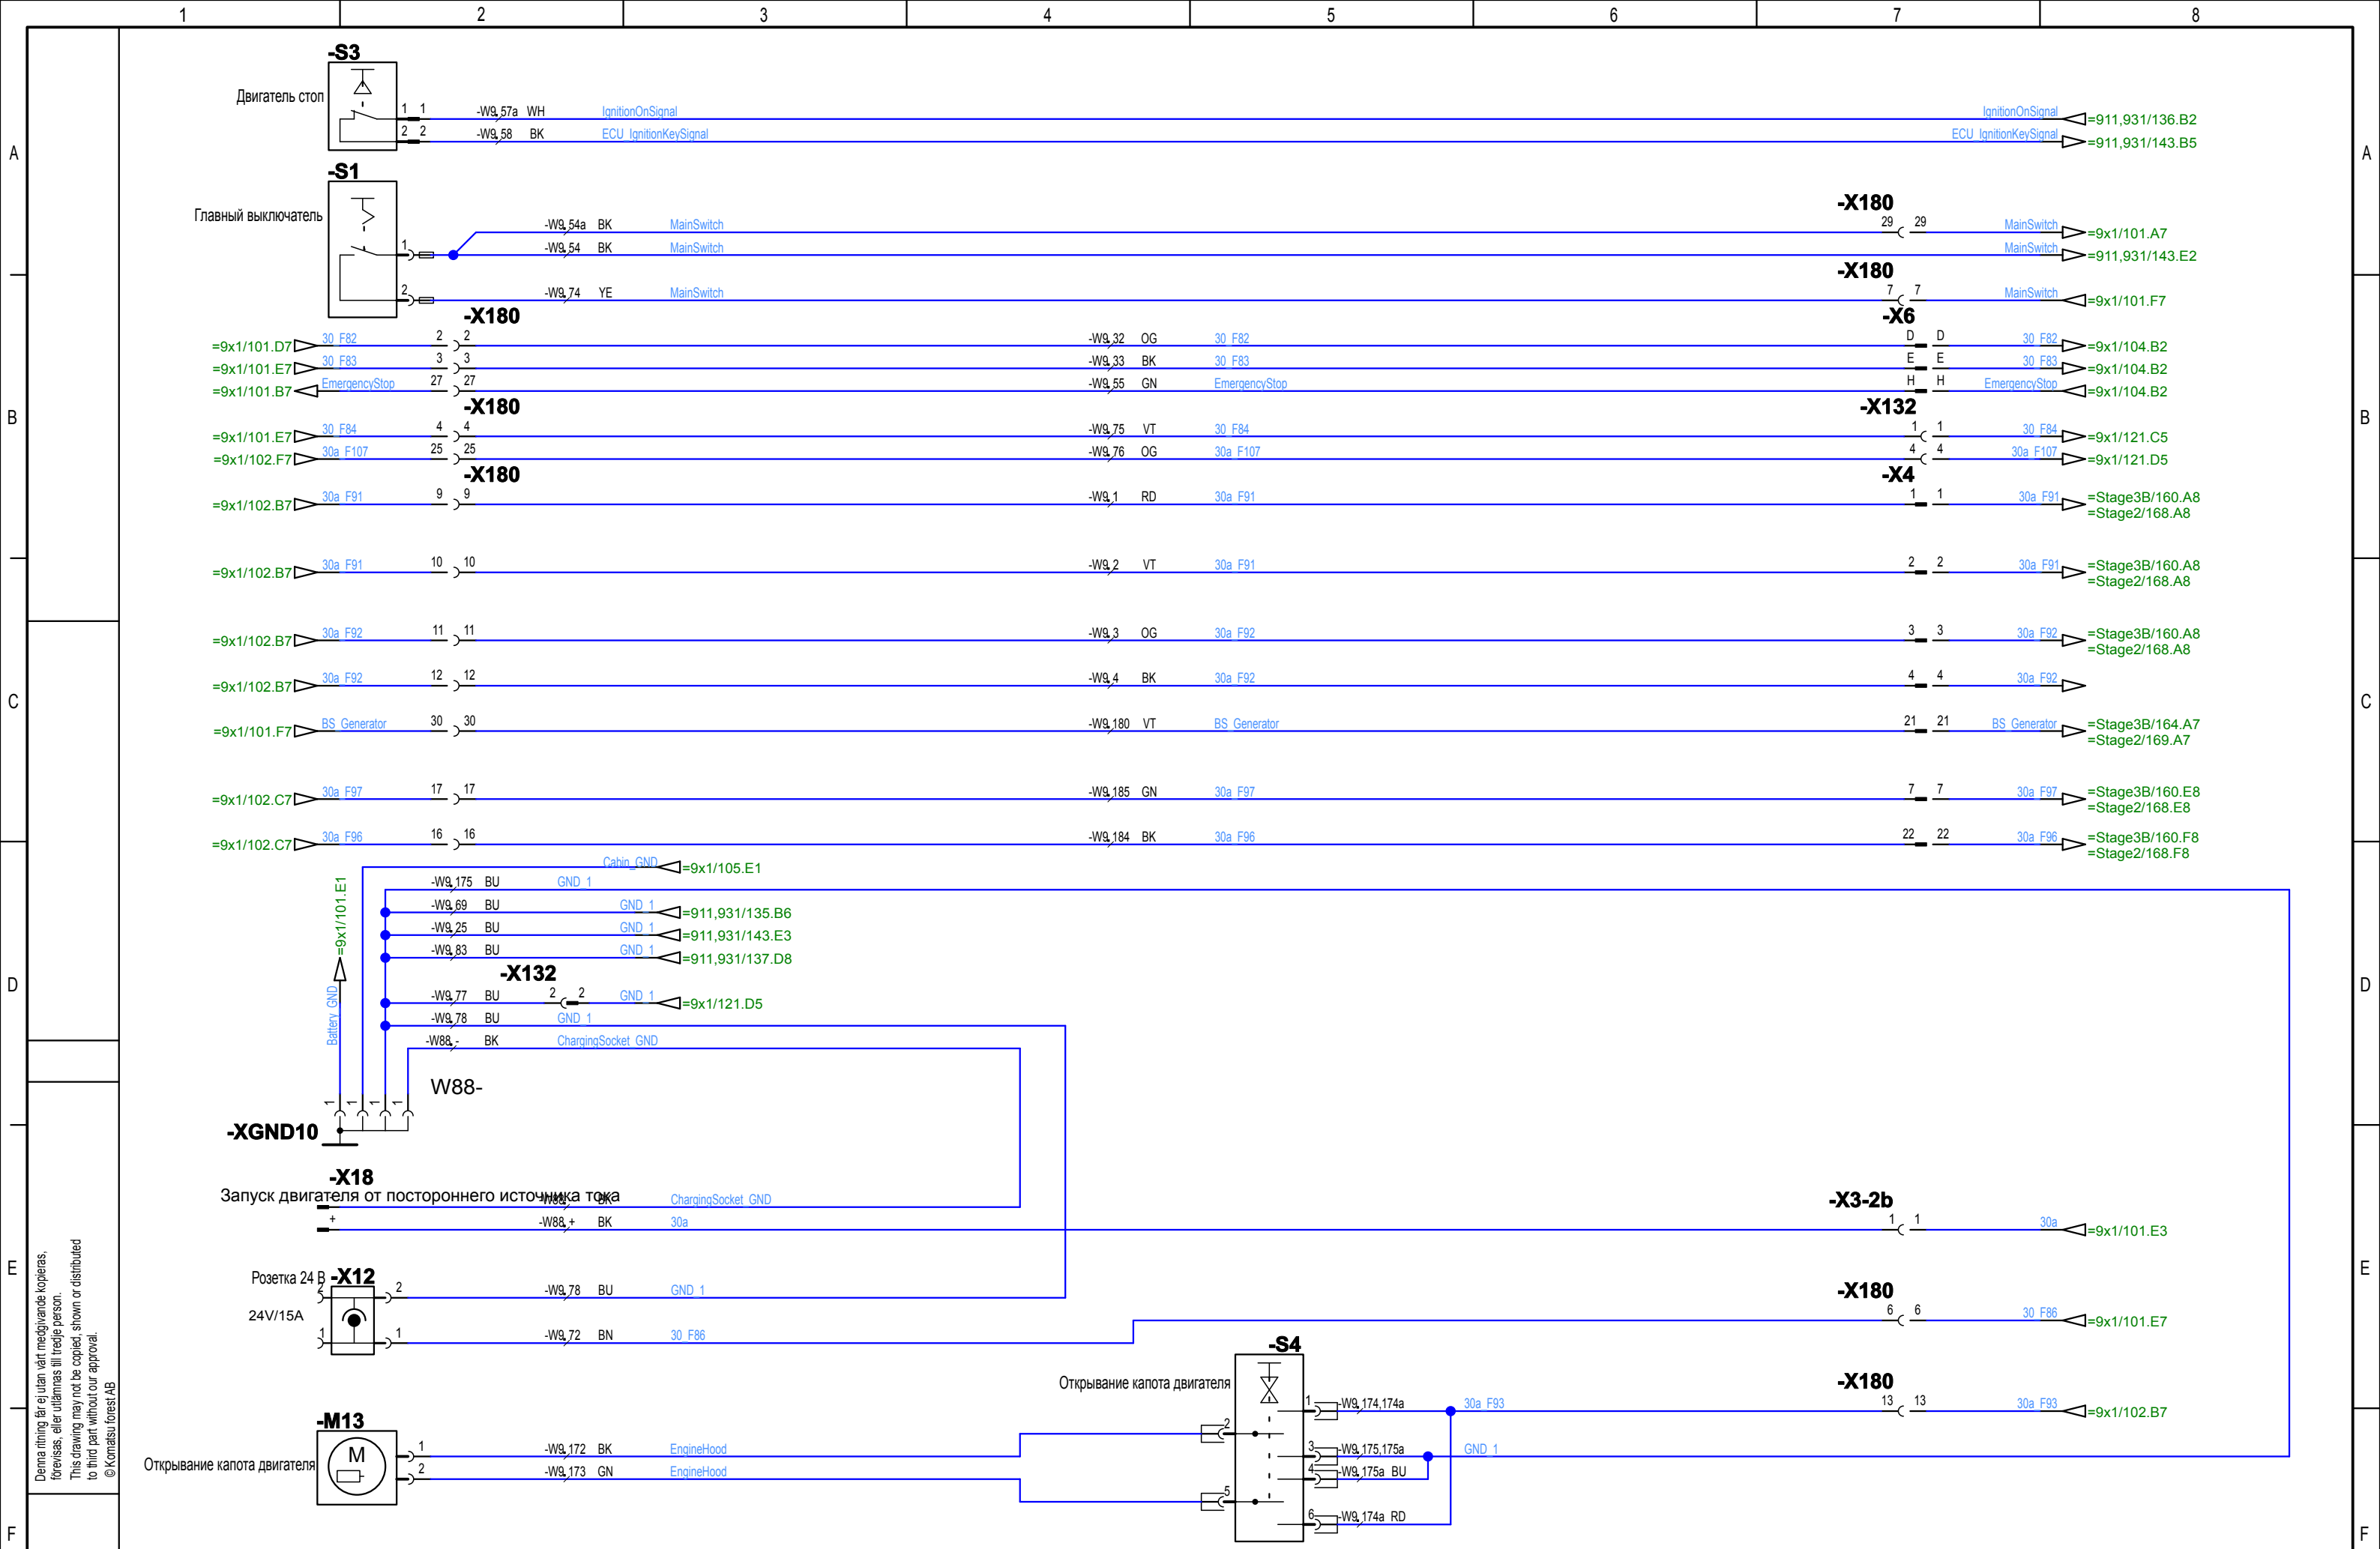 1 2 3 4 5 6 7 8
-S3
Двигатель стоп
1 1 -W9.57a WH IgnitionOnSignal IgnitionOnSignal =911,931/136.B2
2 2 -W9.58 BK ECU_IgnitionKeySignal ECU_IgnitionKeySignal =911,931/143.B5
A A
-S1
Главный выключатель
-X180
-W9.54a BK MainSwitch 29 29 MainSwitch =9x1/101.A7
1 -W9.54 BK MainSwitch MainSwitch =911,931/143.E2
-X180
2 -W9.74 YE MainSwitch 7 7 MainSwitch =9x1/101.F7
-X180 -X6
=9x1/101.D7 30_F82 2 2 -W9.32 OG 30_F82 D D 30_F82 =9x1/104.B2
=9x1/101.E7 30_F83 3 3 -W9.33 BK 30_F83 E E 30_F83 =9x1/104.B2
=9x1/101.B7 EmergencyStop 27 27 -W9.55 GN EmergencyStop H H EmergencyStop =9x1/104.B2
-X180 -X132
B B
=9x1/101.E7 30_F84 4 4 -W9.75 VT 30_F84 1 1 30_F84 =9x1/121.C5
=9x1/102.F7 30a_F107 25 25 -W9.76 OG 30a_F107 4 4 30a_F107 =9x1/121.D5
-X180 -X4
=9x1/102.B7 30a_F91 9 9 -W9.1 RD 30a_F91 1 1 30a_F91 =Stage3B/160.A8
=Stage2/168.A8
=9x1/102.B7 30a_F91 10 10 -W9.2 VT 30a_F91 2 2 30a_F91 =Stage3B/160.A8
=Stage2/168.A8
=9x1/102.B7 30a_F92 11 11 -W9.3 OG 30a_F92 3 3 30a_F92 =Stage3B/160.A8
=Stage2/168.A8
=9x1/102.B7 30a_F92 12 12 -W9.4 BK 30a_F92 4 4 30a_F92
C C
=9x1/101.F7 BS_Generator 30 30 -W9.180 VT BS_Generator 21 21 BS_Generator =Stage3B/164.A7
=Stage2/169.A7
=9x1/102.C7 30a_F97 17 17 -W9.185 GN 30a_F97 7 7 30a_F97 =Stage3B/160.E8
=Stage2/168.E8
=9x1/102.C7 30a_F96 16 16 -W9.184 BK 30a_F96 22 22 30a_F96 =Stage3B/160.F8
=Stage2/168.F8
Cabin_GND =9x1/105.E1
-W9.175 BU GND_1
-W9.69 BU GND_1 =911,931/135.B6
-W9.25 BU GND_1 =911,931/143.E3
-W9.83 BU GND_1 =911,931/137.D8
=9x1/101.E1
Battery_GND
-X132
D D
-W9.77 BU 2 2 GND_1 =9x1/121.D5
-W9.78 BU GND_1
-W88.- BK ChargingSocket_GND
W88-
1 1 1 1
-XGND10
-X18
Запуск двигателя от постороннего источника тока
- BK ChargingSocket_GND
-X3-2b
+ -W88.+ BK 30a 1 1 30a =9x1/101.E3
E E
Розетка 24 В -X12
24V/15A
2 2 -W9.78 BU GND_1
-X180
6 6 30_F86 =9x1/101.E7
1 1 -W9.72 BN 30_F86
-S4
Открывание капота двигателя
-X180
1 -W9.174,174a 30a_F93 13 13 30a_F93 =9x1/102.B7
2
3 -W9.175,175a GND_1
4 -W9.175a BU
5
6 -W9.174a RD
-M13
M
Открывание капота двигателя
1 -W9.172 BK EngineHood
2 -W9.173 GN EngineHood
F F
Denna ritning får ej utan vårt medgivande kopieras,
förevisas, eller utlämnas till tredje person.
This drawing may not be copied, shown or distributed
to third part without our approval.
© Komatsu forest AB